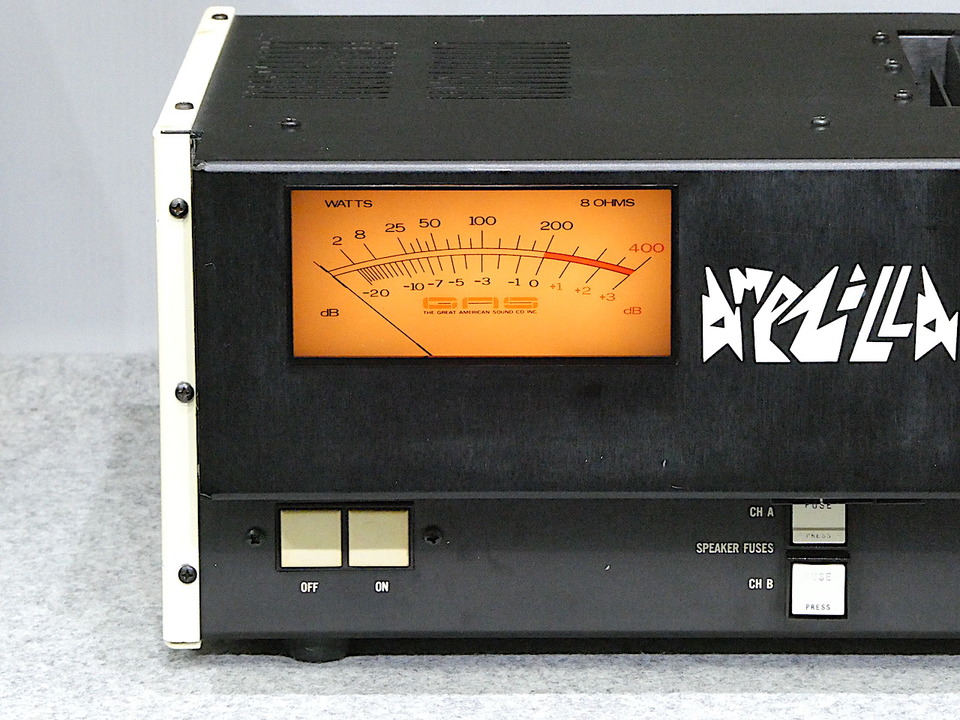 WATTS 8 OHMS
2 8 25 50 100 200 400
-20 -10 -7 -5 -3 -1 0 +1 +2 +3
dB GAS dB
THE GREAT AMERICAN SOUND CO INC.
AMPZILLA
CH A FUSE
PRESS
SPEAKER FUSES
CH B FUSE
PRESS
OFF ON